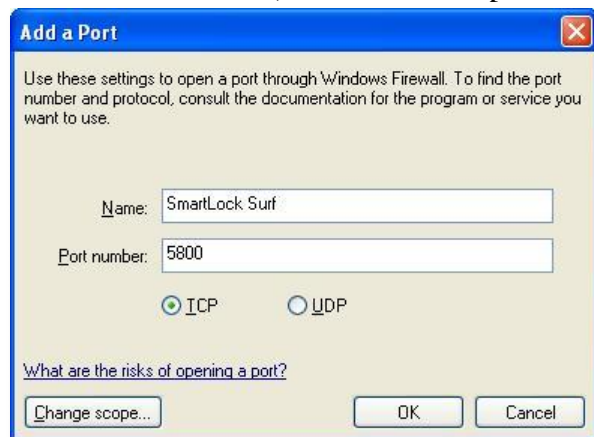 Add a Port
Use these settings to open a port through Windows Firewall. To find the port
number and protocol, consult the documentation for the program or service you
want to use.
Name: SmartLock Surf
Port number: 5800
TCP UDP
What are the risks of opening a port?
Change scope... OK Cancel